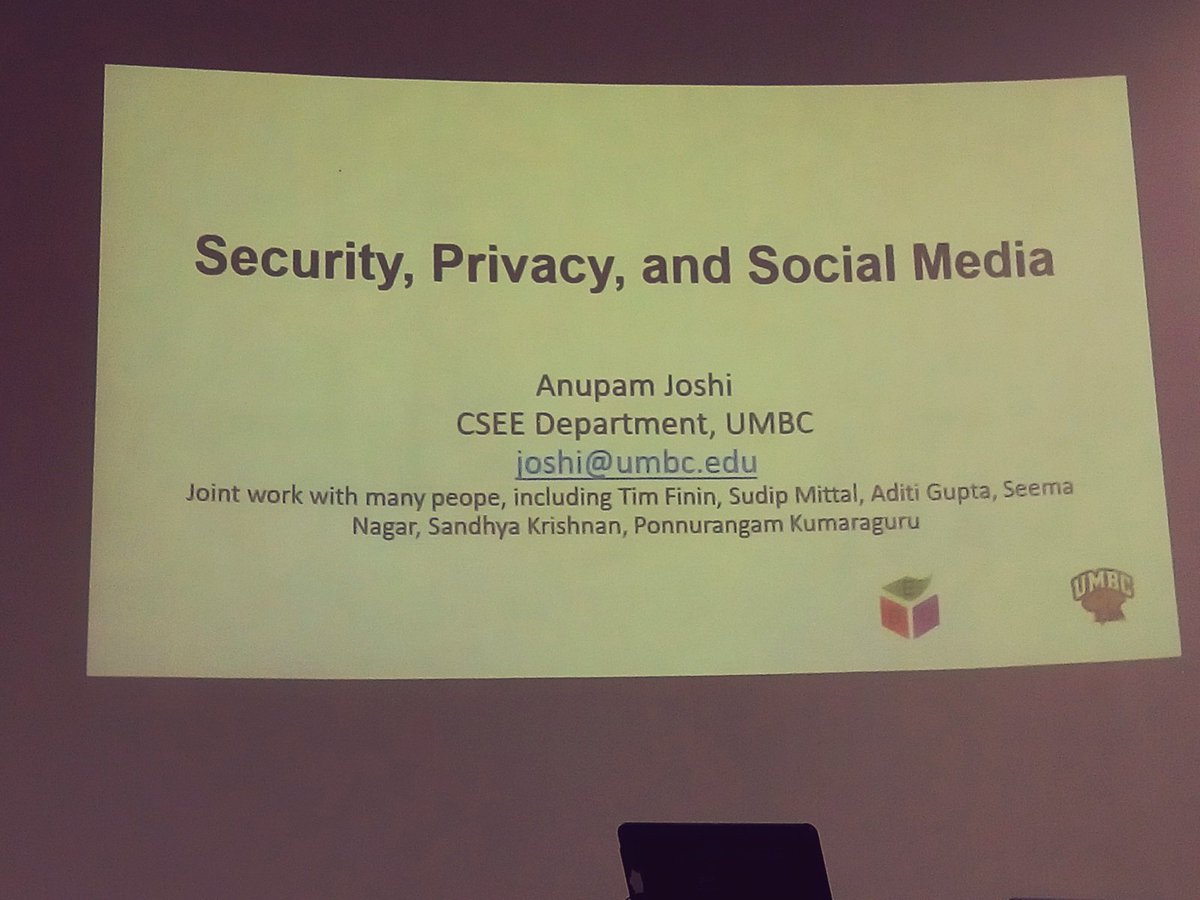 Security, Privacy, and Social Media
Anupam Joshi
CSEE Department, UMBC
joshi@umbc.edu
Joint work with many peope, including Tim Finin, Sudip Mittal, Aditi Gupta, Seema
Nagar, Sandhya Krishnan, Ponnurangam Kumaraguru
UMBC